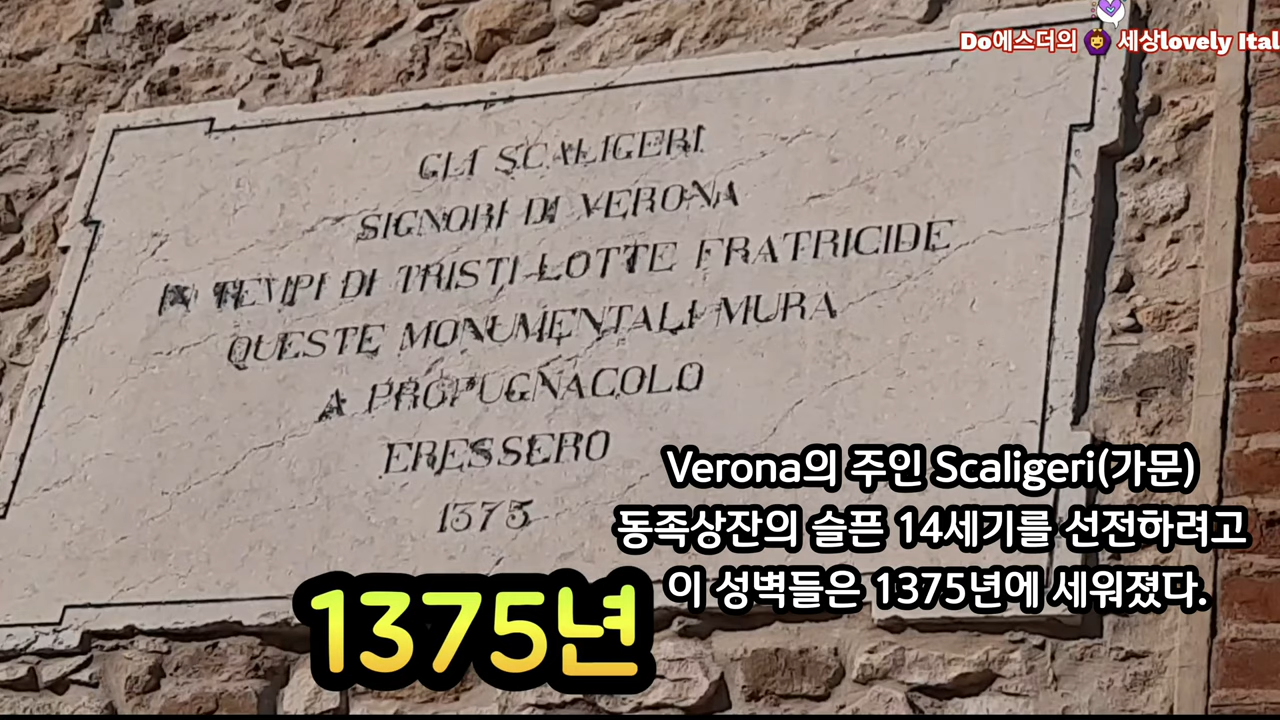 Do에스더의 🙆‍♀️ 세상lovely Ital
GLI SCALIGERI
SIGNORI DI VERONA
IN TEMPI DI TRISTI LOTTE FRATRICIDE
QUESTE MONUMENTALI MURA
A PROPUGNACOLO
ERESSERO
1375
Verona의 주인 Scaligeri(가문)
동족상잔의 슬픈 14세기를 선전하려고
이 성벽들은 1375년에 세워졌다.
1375년